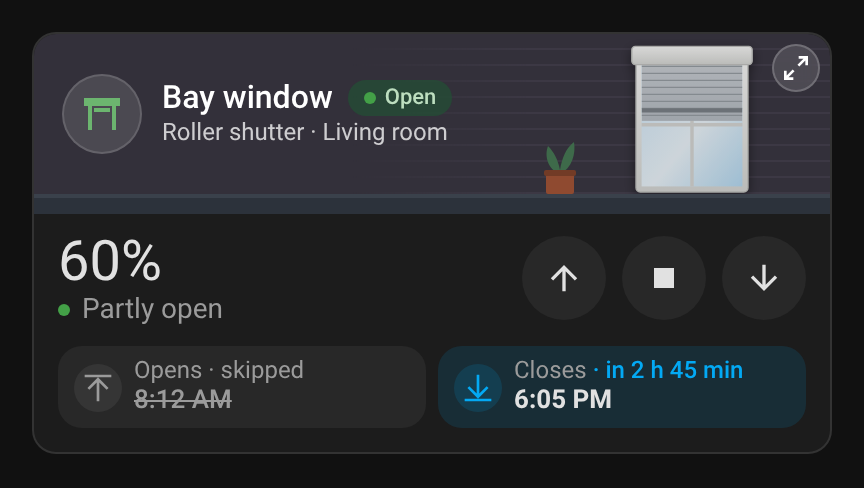 Bay window
Open
Roller shutter · Living room
60%
Partly open
Opens · skipped
8:12 AM
Closes · in 2 h 45 min
6:05 PM